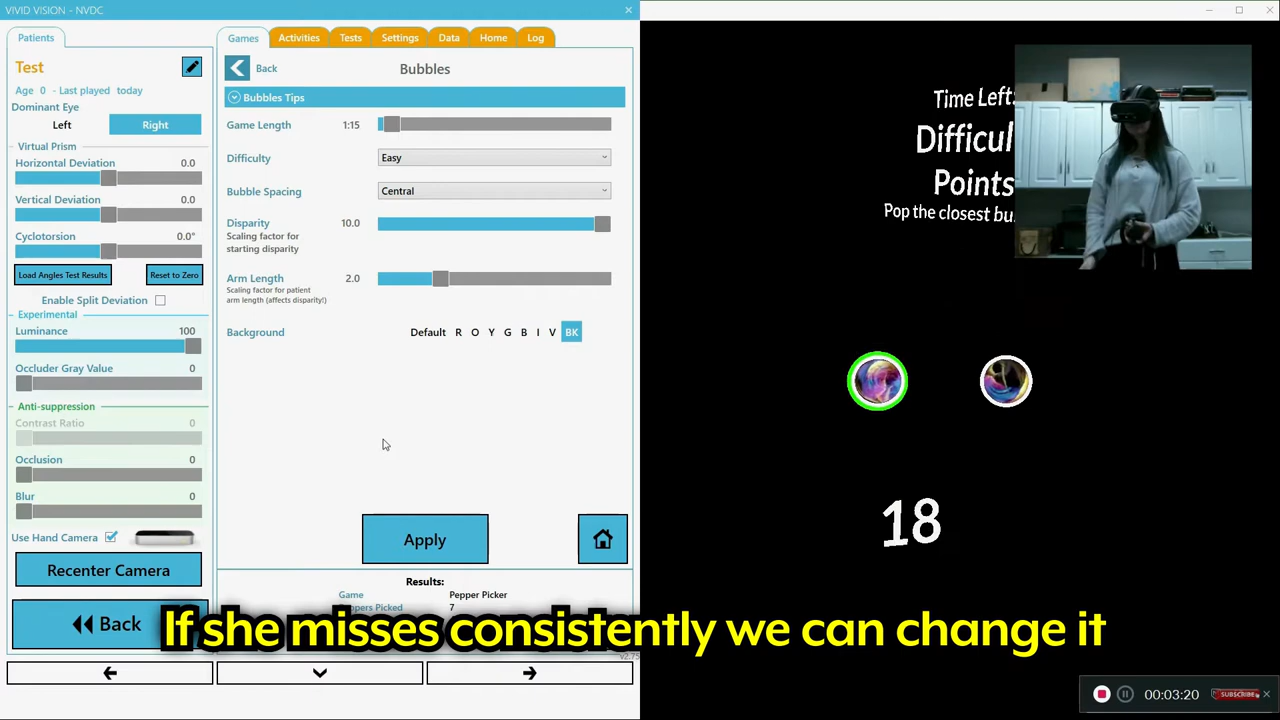 VIVID VISION - NVDC
Patients
Test
Age 0 - Last played today
Dominant Eye
Left Right
Virtual Prism
Horizontal Deviation 0.0
Vertical Deviation 0.0
Cyclotorsion 0.0°
Load Angles Test Results Reset to Zero
Enable Split Deviation
Experimental
Luminance 100
Occluder Gray Value 0
Anti-suppression
Contrast Ratio 0
Occlusion 0
Blur 0
Use Hand Camera
Recenter Camera
Back
Games Activities Tests Settings Data Home Log
Back Bubbles
Bubbles Tips
Game Length 1:15
Difficulty Easy
Bubble Spacing Central
Disparity 10.0
Scaling factor for
starting disparity
Arm Length 2.0
Scaling factor for patient
arm length (affects disparity!)
Background Default R O Y G B I V BK
Apply
Results:
Game Pepper Picker
Peppers Picked 7
v2.75
Time Left:
Difficul
Points
Pop the closest bu
18
If she misses consistently we can change it
00:03:20 SUBSCRIBE